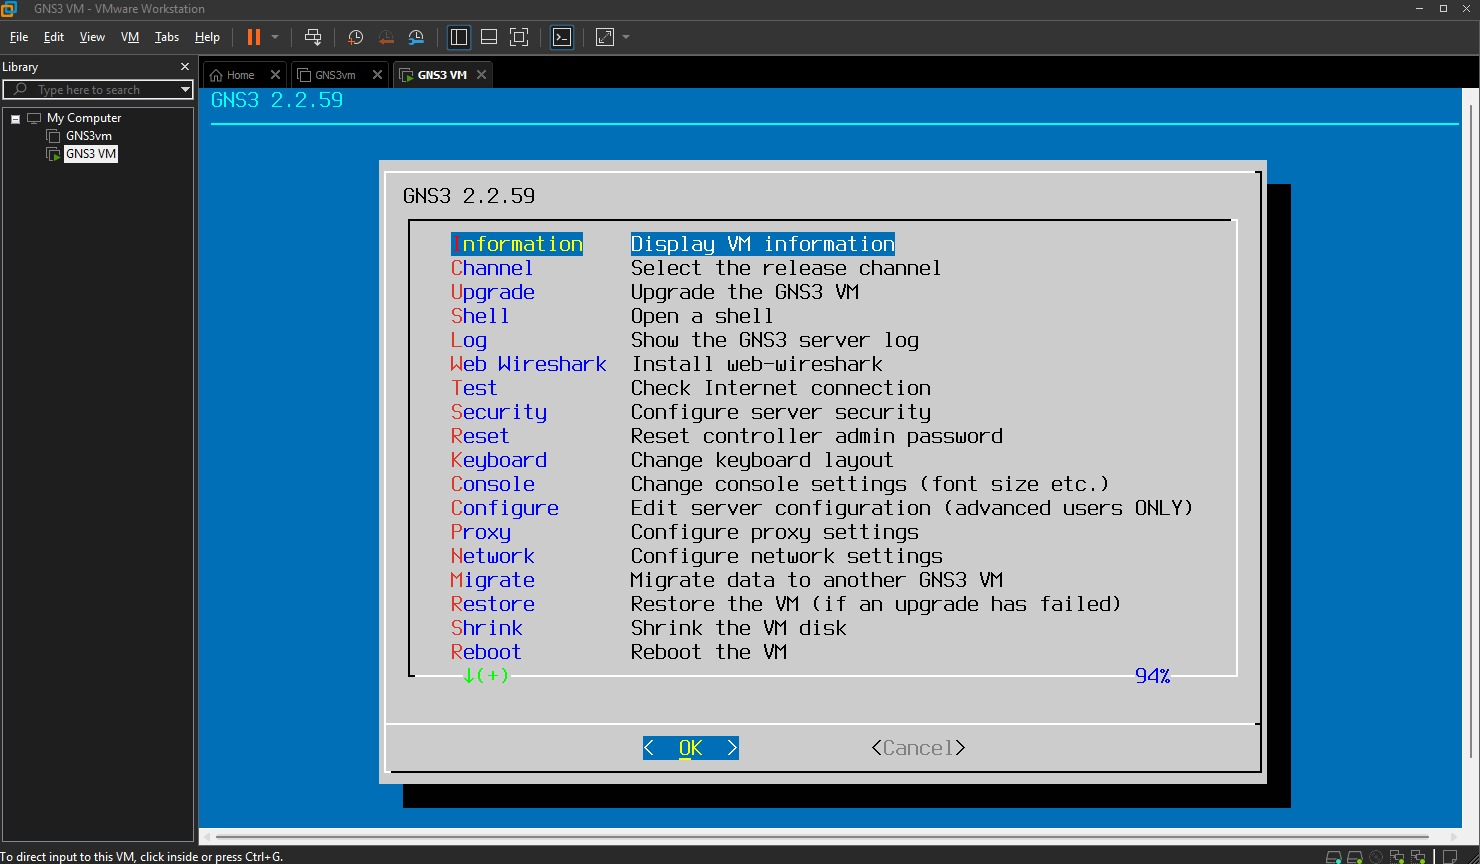 GNS3 VM - VMware Workstation
File Edit View VM Tabs Help
Library
Type here to search
My Computer
GNS3vm
GNS3 VM
Home GNS3vm GNS3 VM
GNS3 2.2.59
GNS3 2.2.59
Information Display VM information
Channel Select the release channel
Upgrade Upgrade the GNS3 VM
Shell Open a shell
Log Show the GNS3 server log
Web Wireshark Install web-wireshark
Test Check Internet connection
Security Configure server security
Reset Reset controller admin password
Keyboard Change keyboard layout
Console Change console settings (font size etc.)
Configure Edit server configuration (advanced users ONLY)
Proxy Configure proxy settings
Network Configure network settings
Migrate Migrate data to another GNS3 VM
Restore Restore the VM (if an upgrade has failed)
Shrink Shrink the VM disk
Reboot Reboot the VM
↓(+) 94%
< OK > <Cancel>
To direct input to this VM, click inside or press Ctrl+G.